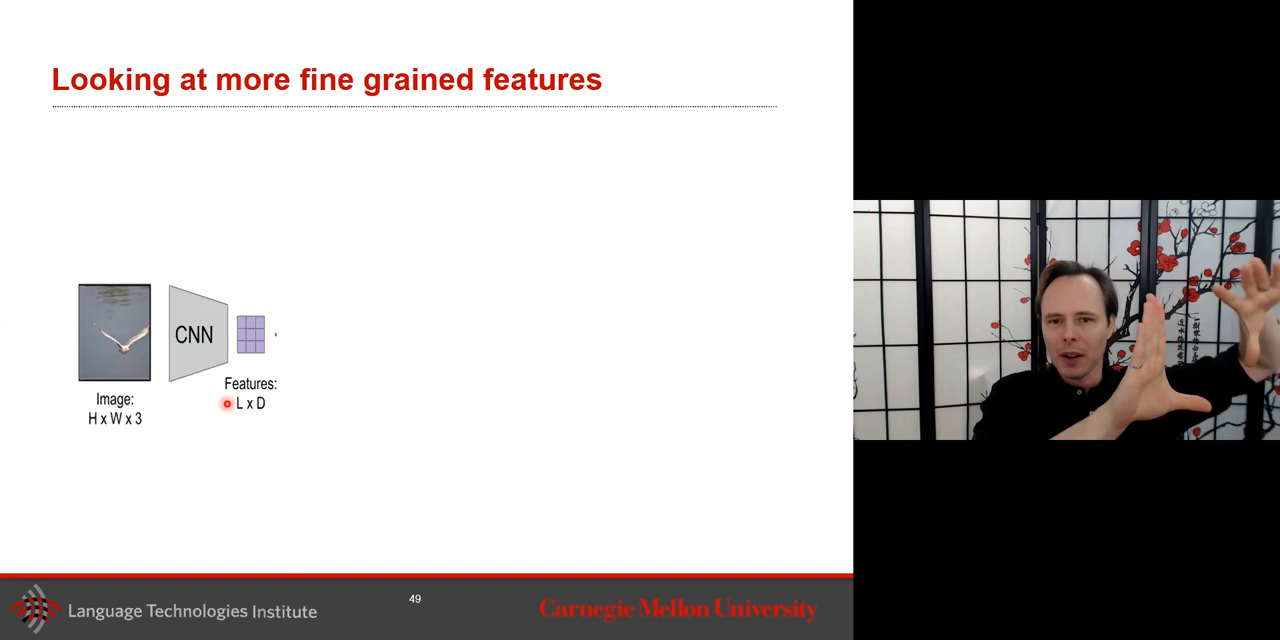 Looking at more fine grained features
CNN
Features:
L x D
Image:
H x W x 3
Language Technologies Institute
49
Carnegie Mellon University